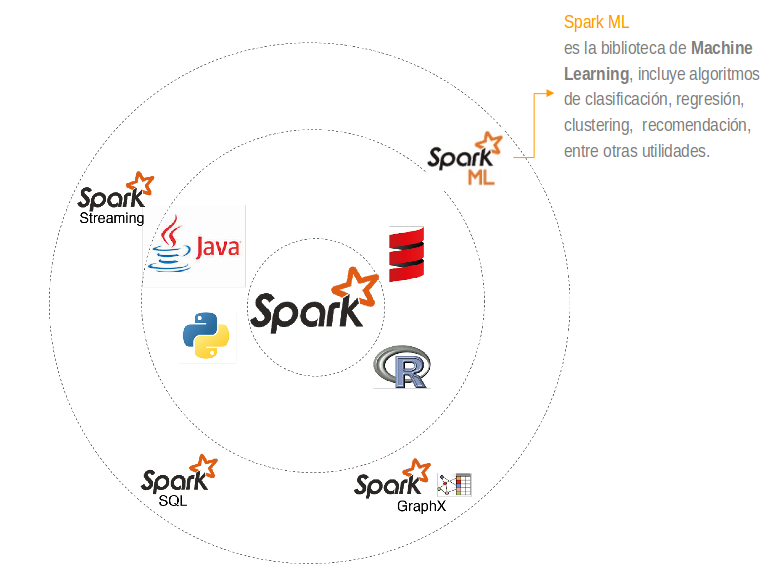 Spark ML
es la biblioteca de Machine
Learning, incluye algoritmos
de clasificación, regresión,
clustering, recomendación,
entre otras utilidades.
Spark
ML
Spark
Streaming
Java
Spark
R
Spark
SQL
Spark
GraphX